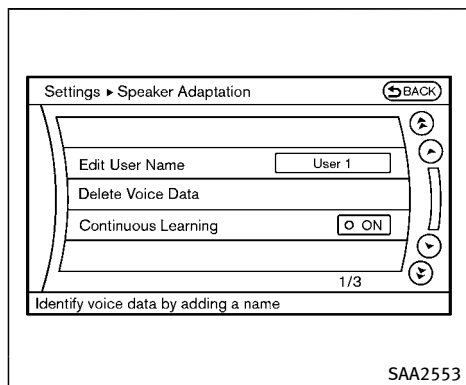 Settings ▸ Speaker Adaptation BACK
Edit User Name User 1
Delete Voice Data
Continuous Learning ON
1/3
Identify voice data by adding a name
SAA2553